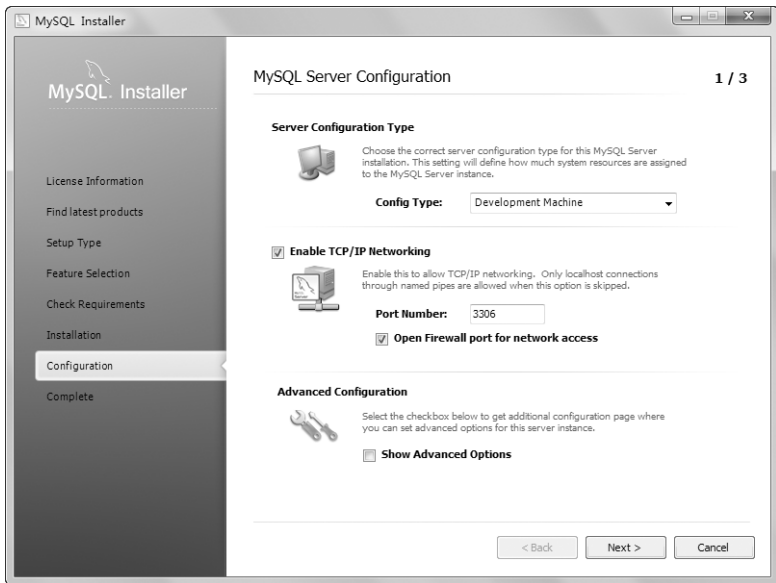 MySQL Installer
MySQL. Installer
License Information
Find latest products
Setup Type
Feature Selection
Check Requirements
Installation
Configuration
Complete
MySQL Server Configuration
1 / 3
Server Configuration Type
Choose the correct server configuration type for this MySQL Server
installation. This setting will define how much system resources are assigned
to the MySQL Server instance.
Config Type:
Development Machine
Enable TCP/IP Networking
Enable this to allow TCP/IP networking. Only localhost connections
through named pipes are allowed when this option is skipped.
Port Number:
3306
Open Firewall port for network access
Advanced Configuration
Select the checkbox below to get additional configuration page where
you can set advanced options for this server instance.
Show Advanced Options
< Back
Next >
Cancel